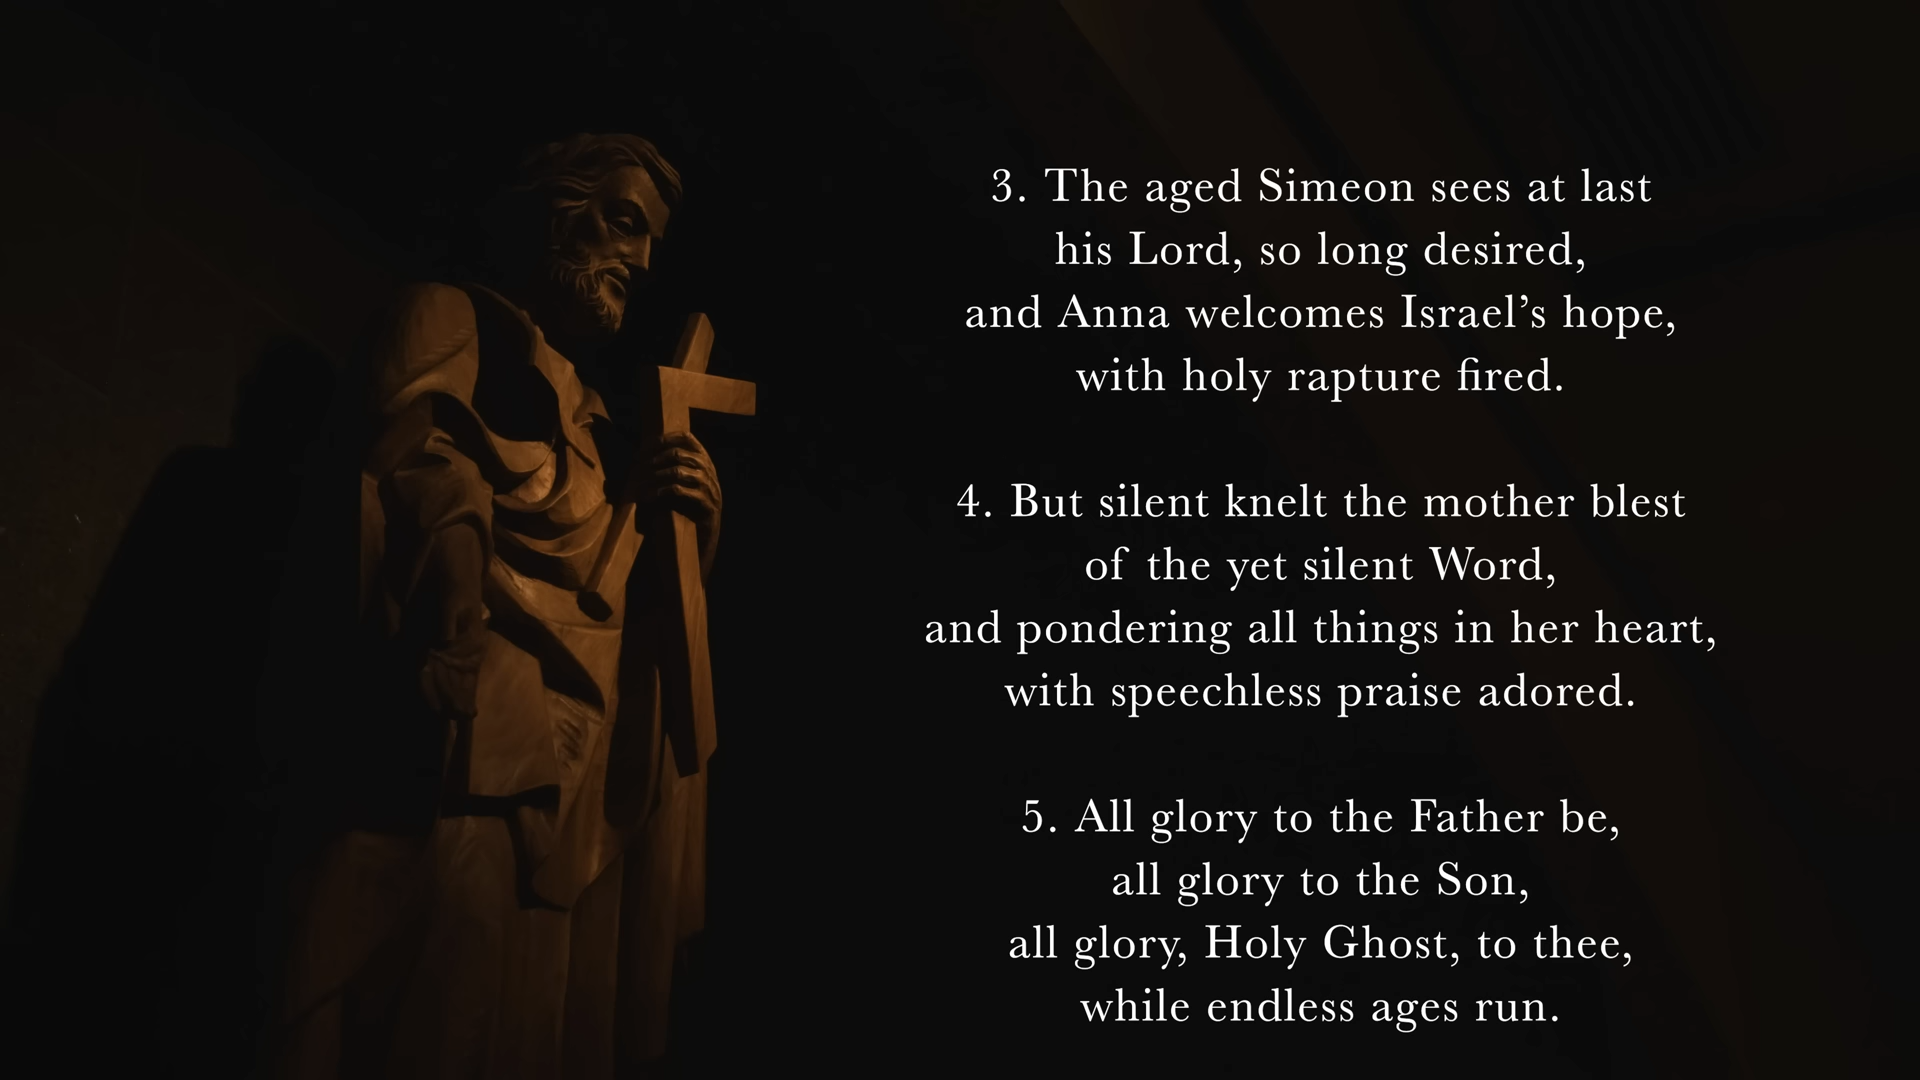 3. The aged Simeon sees at last
his Lord, so long desired,
and Anna welcomes Israel’s hope,
with holy rapture fired.
4. But silent knelt the mother blest
of the yet silent Word,
and pondering all things in her heart,
with speechless praise adored.
5. All glory to the Father be,
all glory to the Son,
all glory, Holy Ghost, to thee,
while endless ages run.